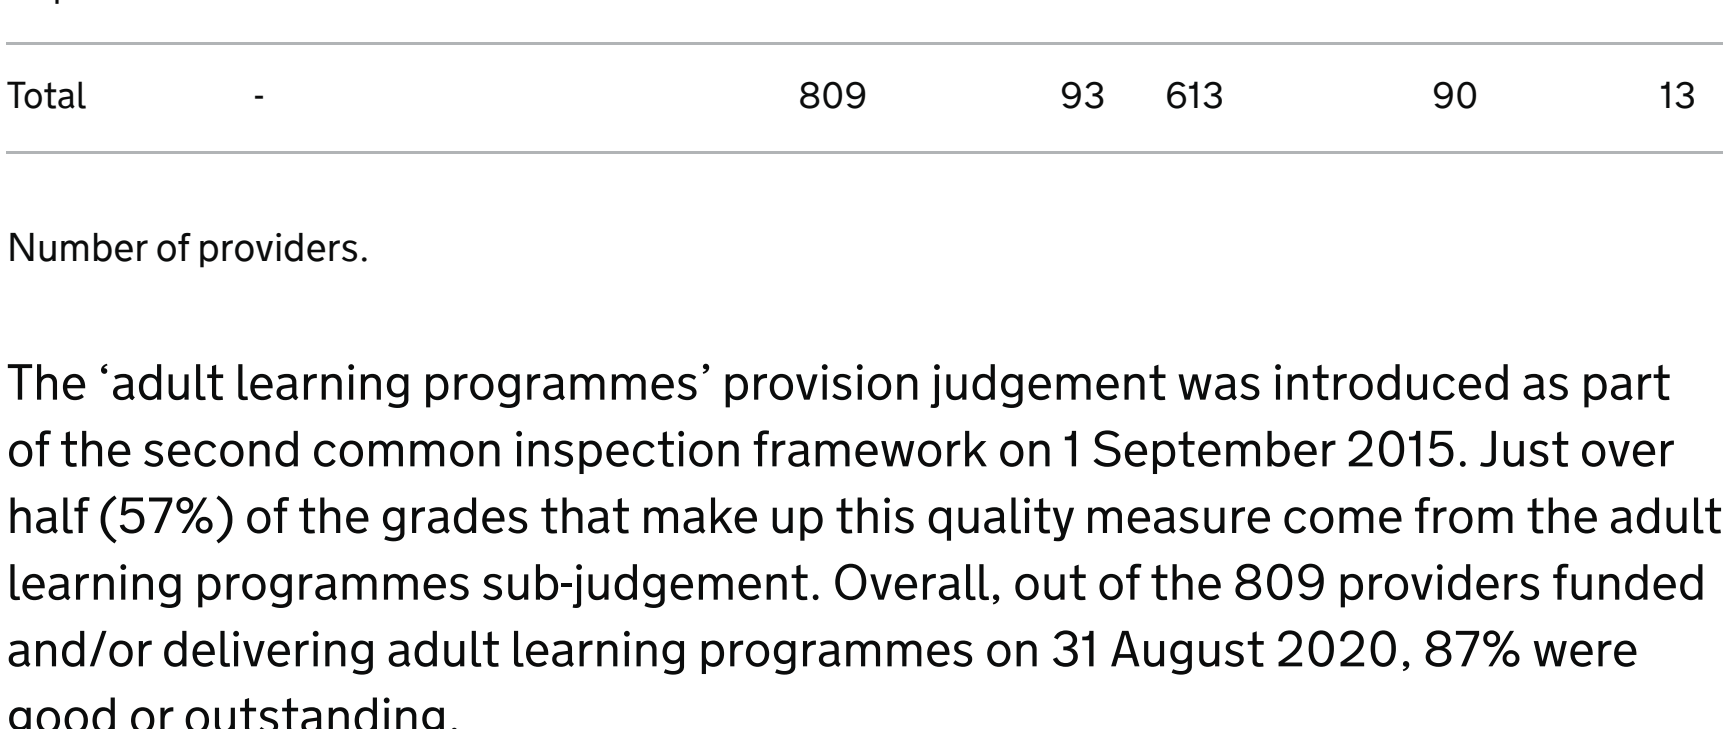 Total - 809 93 613 90 13
Number of providers.
The ‘adult learning programmes’ provision judgement was introduced as part
of the second common inspection framework on 1 September 2015. Just over
half (57%) of the grades that make up this quality measure come from the adult
learning programmes sub-judgement. Overall, out of the 809 providers funded
and/or delivering adult learning programmes on 31 August 2020, 87% were
good or outstanding.